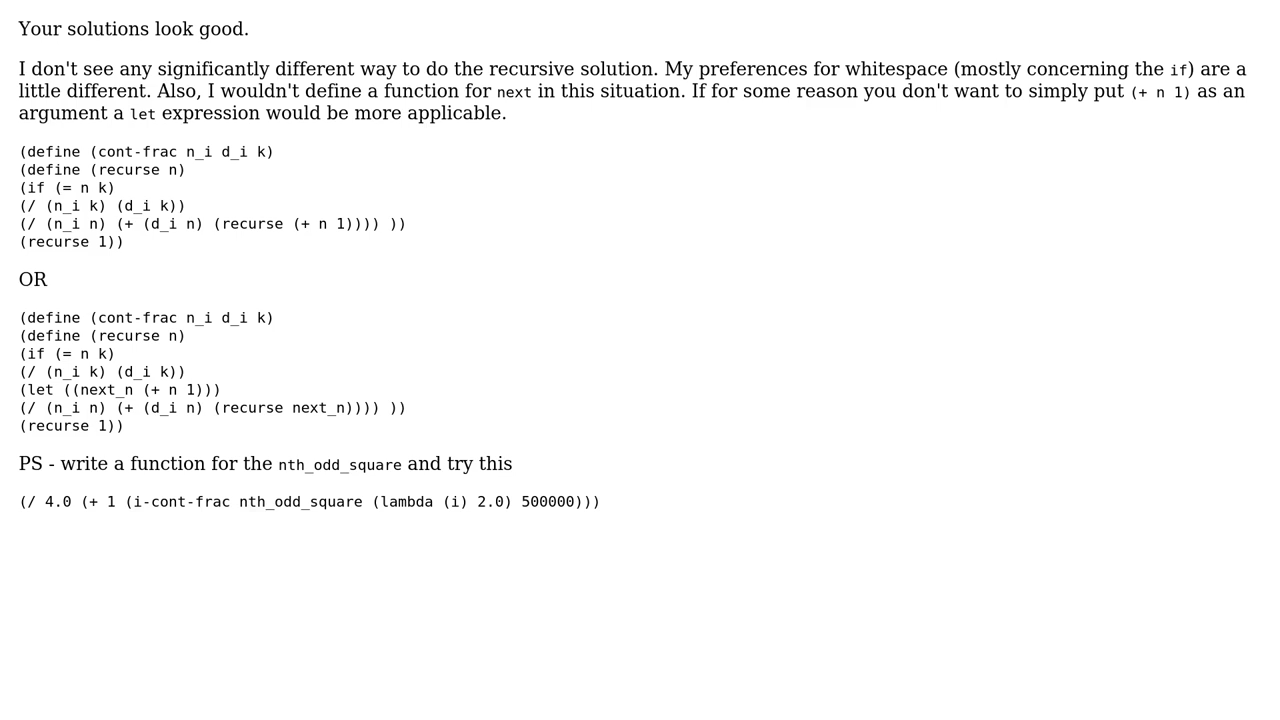 Your solutions look good.
I don't see any significantly different way to do the recursive solution. My preferences for whitespace (mostly concerning the if) are a
little different. Also, I wouldn't define a function for next in this situation. If for some reason you don't want to simply put (+ n 1) as an
argument a let expression would be more applicable.
(define (cont-frac n_i d_i k)
(define (recurse n)
(if (= n k)
(/ (n_i k) (d_i k))
(/ (n_i n) (+ (d_i n) (recurse (+ n 1)))) ))
(recurse 1))
OR
(define (cont-frac n_i d_i k)
(define (recurse n)
(if (= n k)
(/ (n_i k) (d_i k))
(let ((next_n (+ n 1)))
(/ (n_i n) (+ (d_i n) (recurse next_n)))) ))
(recurse 1))
PS - write a function for the nth_odd_square and try this
(/ 4.0 (+ 1 (i-cont-frac nth_odd_square (lambda (i) 2.0) 500000)))